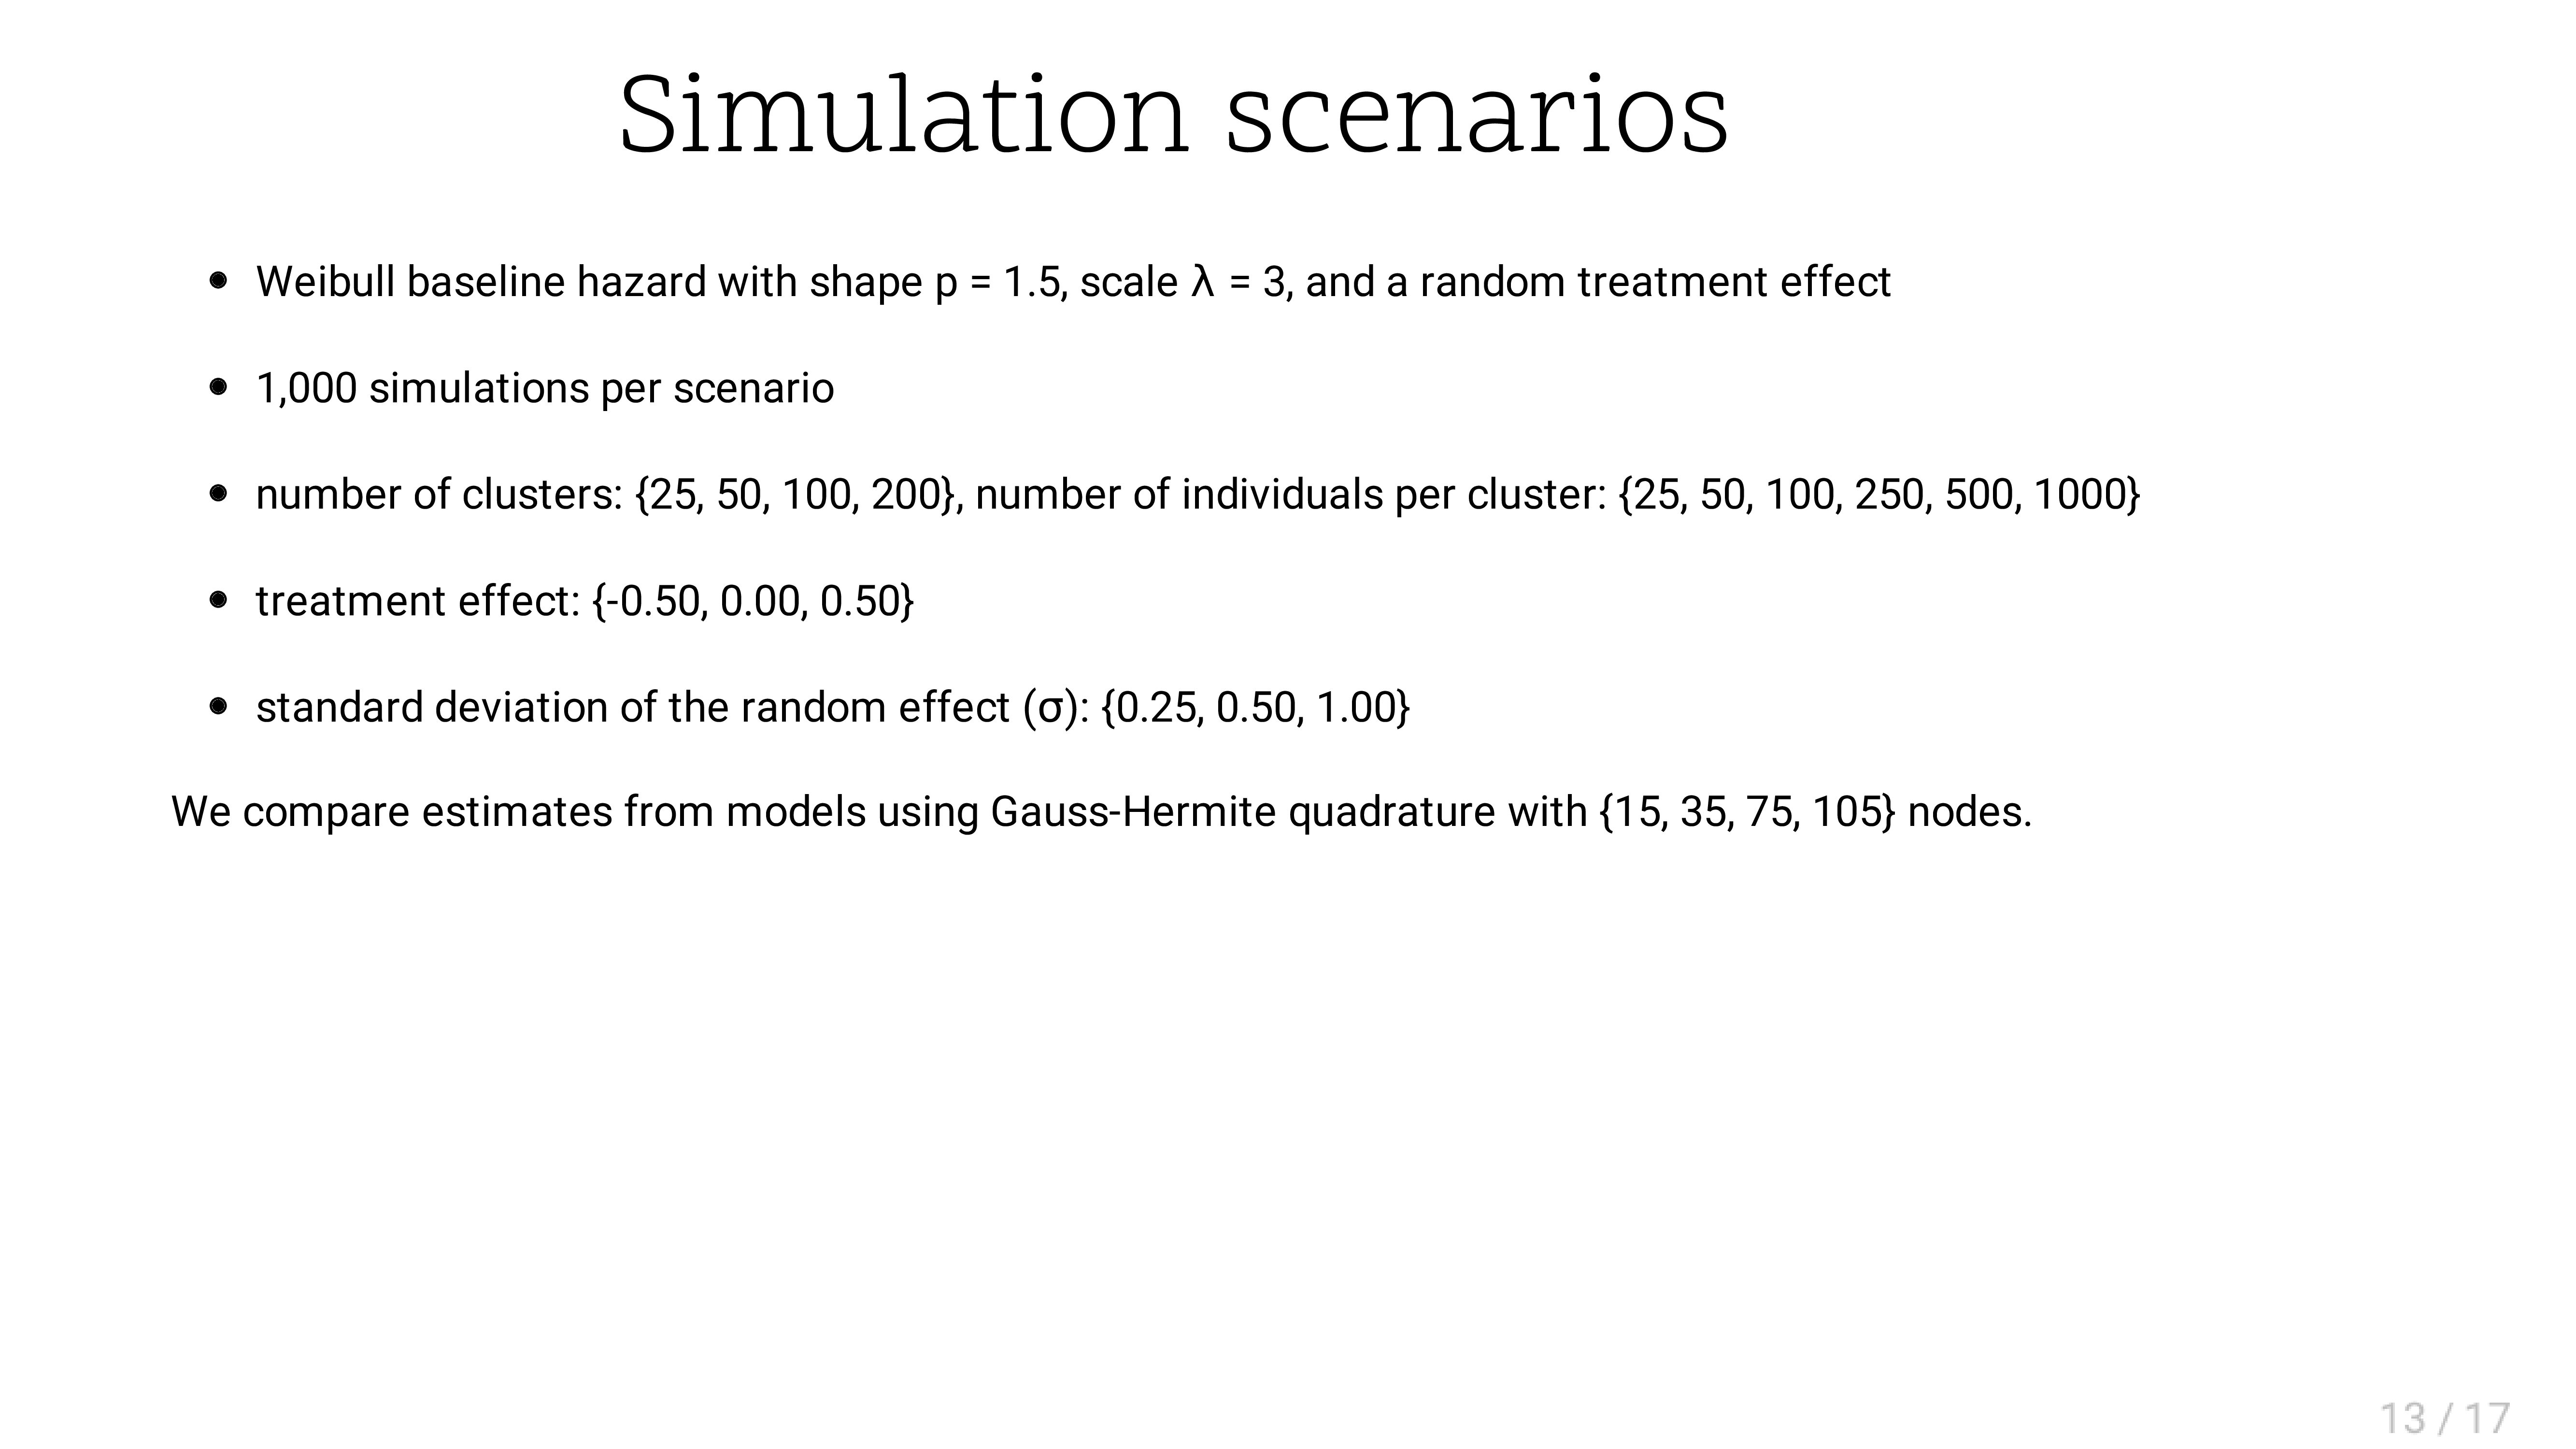 Simulation scenarios
• Weibull baseline hazard with shape p = 1.5, scale λ = 3, and a random treatment effect
• 1,000 simulations per scenario
• number of clusters: {25, 50, 100, 200}, number of individuals per cluster: {25, 50, 100, 250, 500, 1000}
• treatment effect: {-0.50, 0.00, 0.50}
• standard deviation of the random effect (σ): {0.25, 0.50, 1.00}
We compare estimates from models using Gauss-Hermite quadrature with {15, 35, 75, 105} nodes.
13 / 17